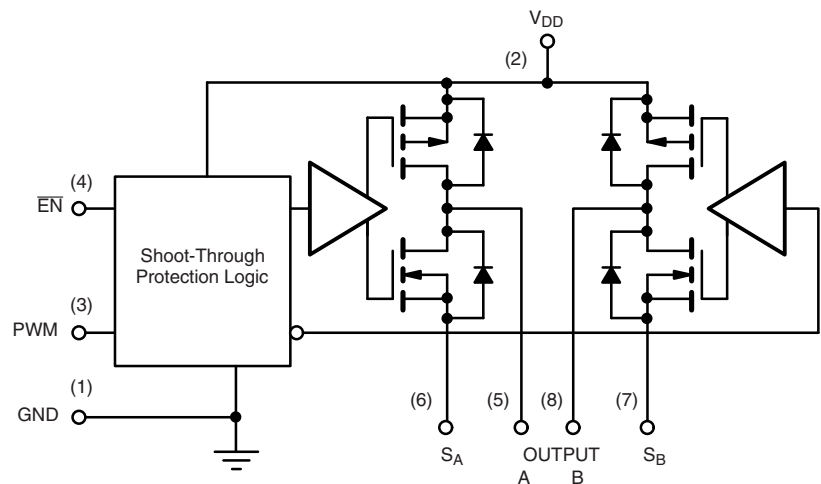 VDD
(2)
(4)
EN
Shoot-Through
Protection Logic
(3)
PWM
(1)
GND
(6)
(5)
(8)
(7)
SA
OUTPUT
A
B
SB